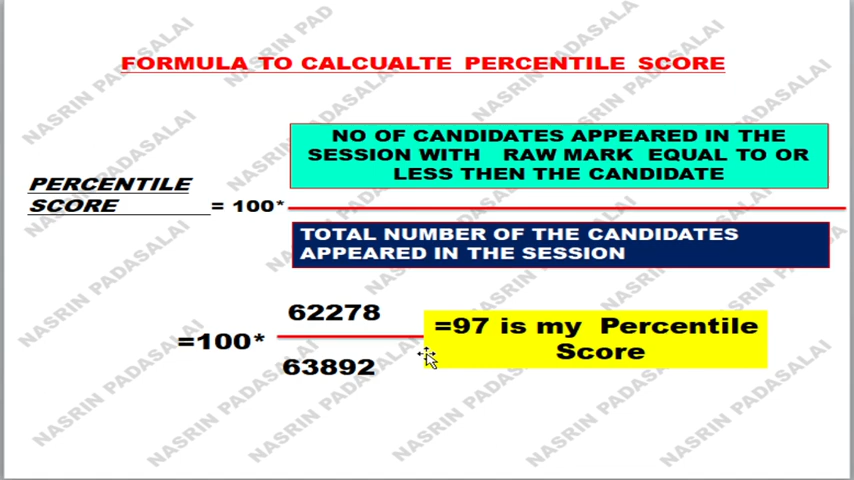 FORMULA TO CALCUALTE PERCENTILE SCORE
NO OF CANDIDATES APPEARED IN THE
SESSION WITH RAW MARK EQUAL TO OR
LESS THEN THE CANDIDATE
PERCENTILE
SCORE = 100*
TOTAL NUMBER OF THE CANDIDATES
APPEARED IN THE SESSION
62278
=100*
63892
=97 is my Percentile
Score
NASRIN PADASALAI